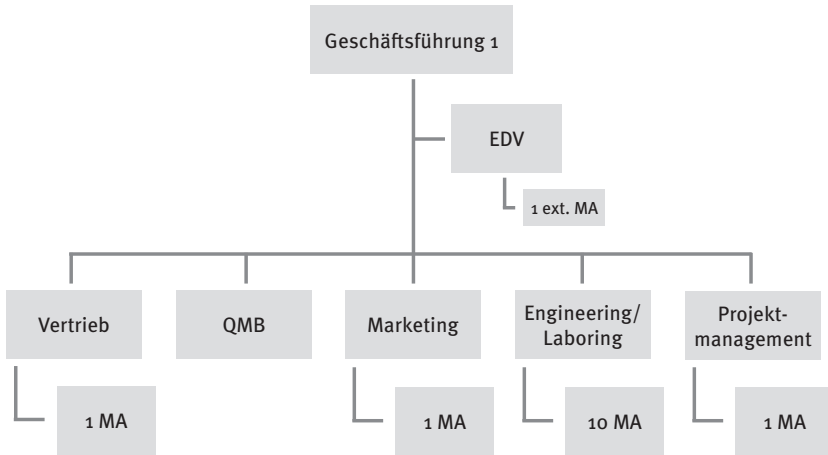 Geschäftsführung 1
EDV
1 ext. MA
Vertrieb
QMB
Marketing
Engineering/
Laboring
Projekt-
management
1 MA
1 MA
10 MA
1 MA